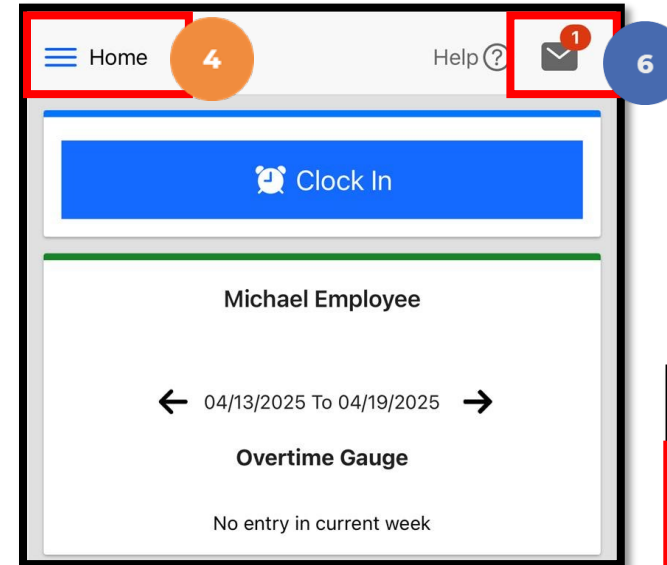 Home 4 Help ? 1 6
Clock In
Michael Employee
04/13/2025 To 04/19/2025
Overtime Gauge
No entry in current week